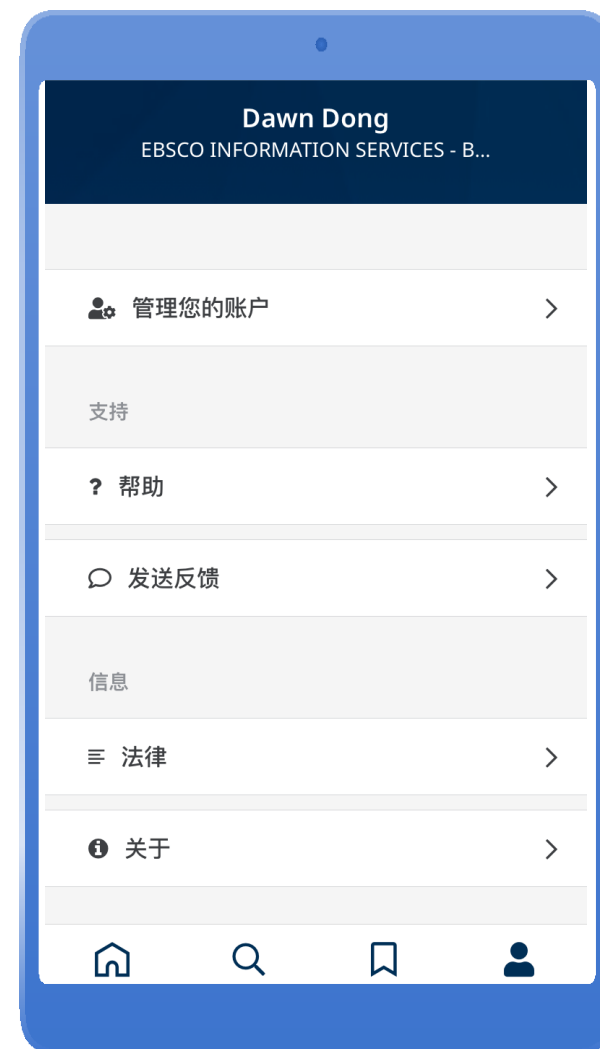 Dawn Dong
EBSCO INFORMATION SERVICES - B...
管理您的账户
支持
? 帮助
发送反馈
信息
法律
关于